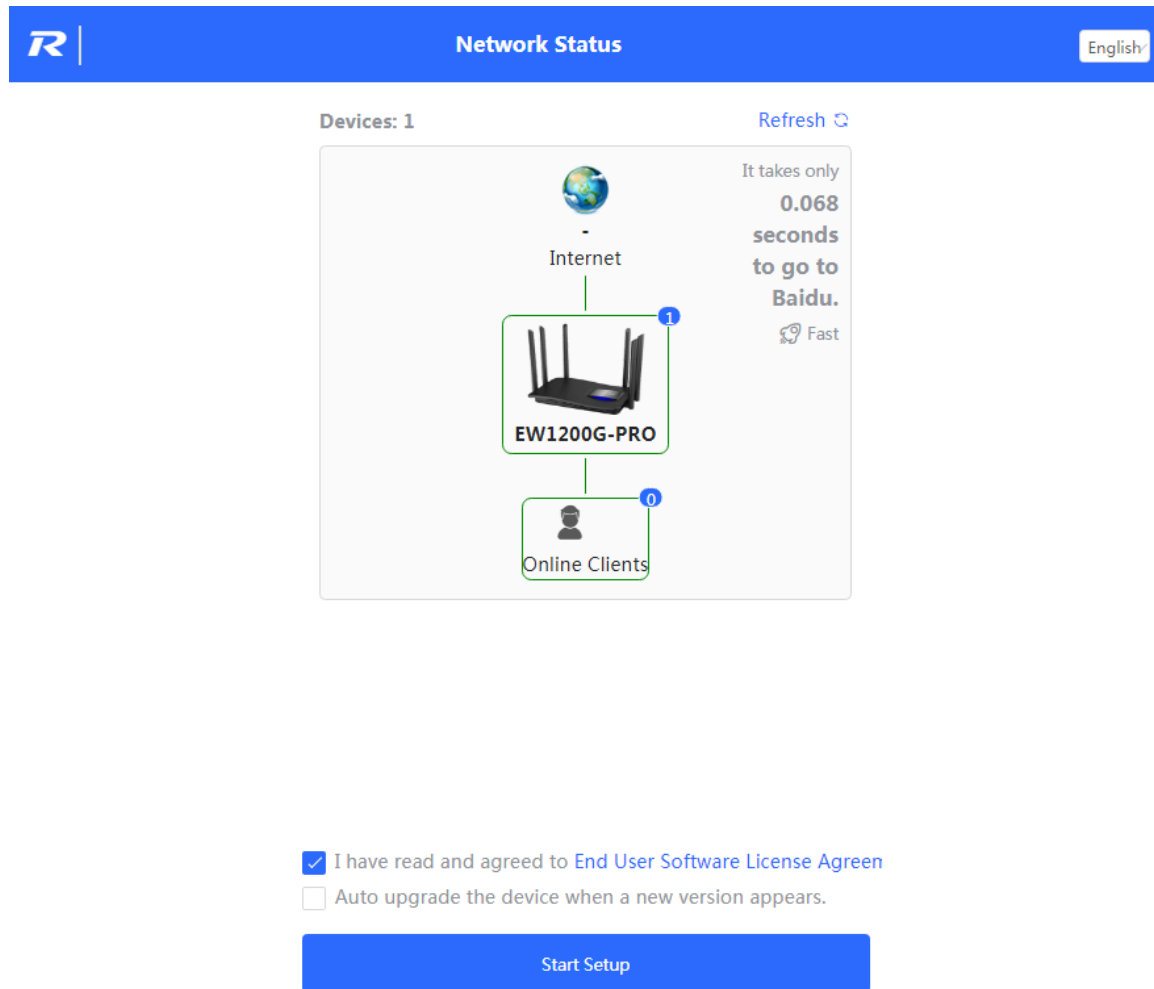 R
Network Status
English
Devices: 1
Refresh
It takes only
0.068
seconds
to go to
Baidu.
Fast
-
Internet
1
EW1200G-PRO
0
Online Clients
I have read and agreed to End User Software License Agreen
Auto upgrade the device when a new version appears.
Start Setup